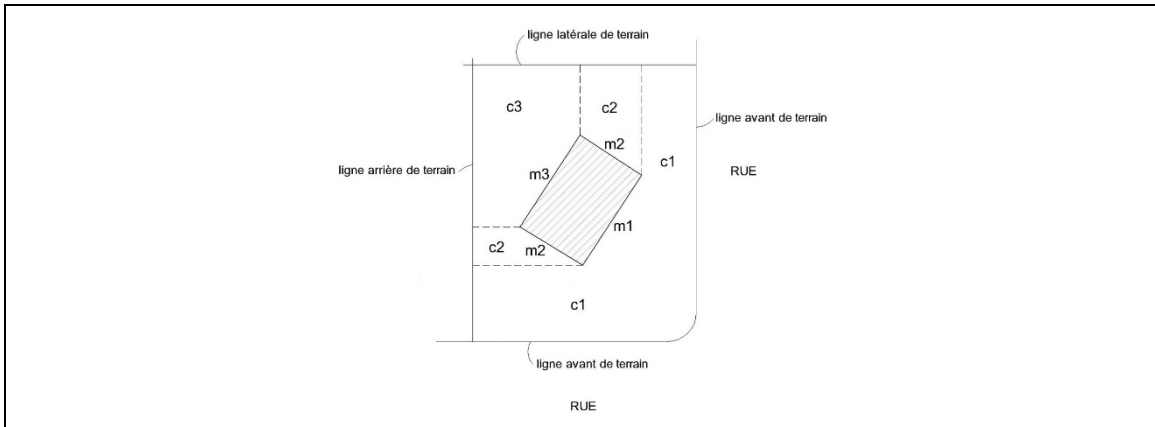 ligne latérale de terrain
c3
c2
ligne avant de terrain
m2
c1
ligne arrière de terrain
m3
RUE
m1
c2
m2
c1
ligne avant de terrain
RUE